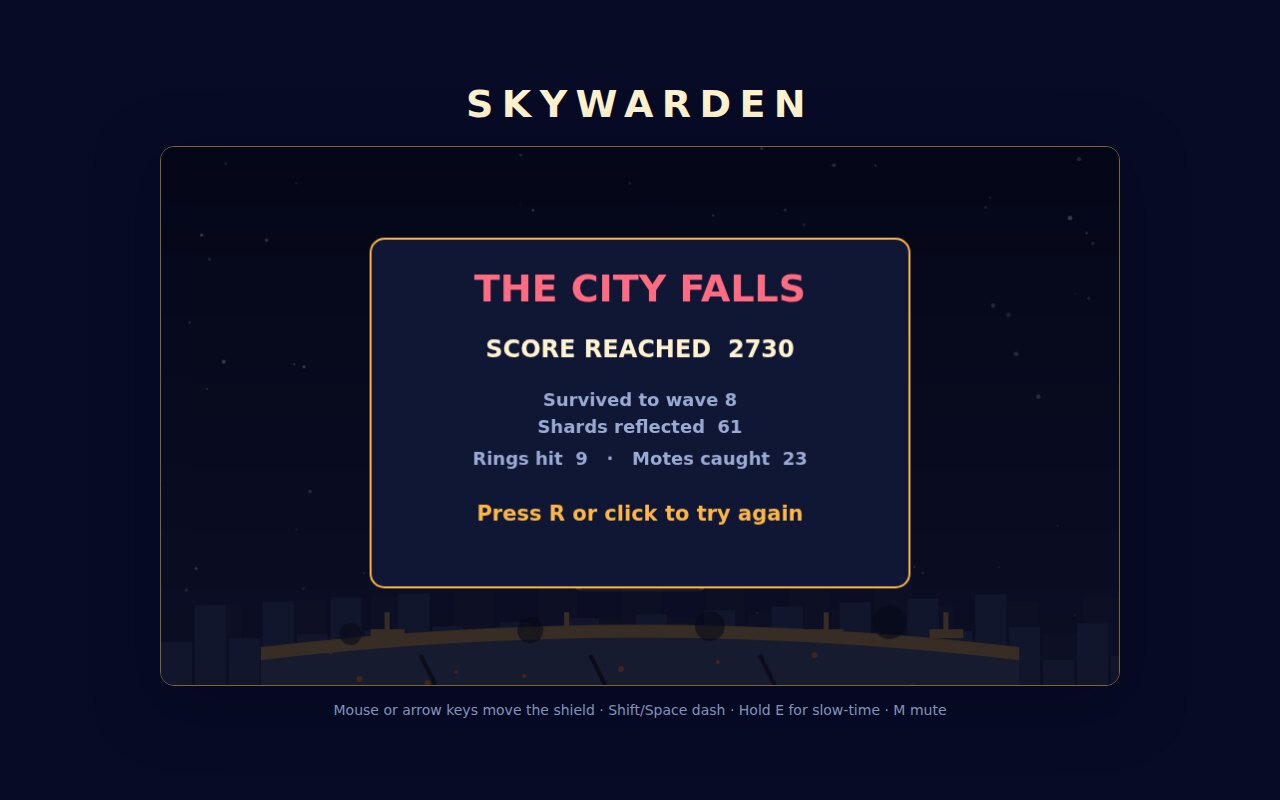 SKYWARDEN
THE CITY FALLS
SCORE REACHED 2730
Survived to wave 8
Shards reflected 61
Rings hit 9 · Motes caught 23
Press R or click to try again
Mouse or arrow keys move the shield · Shift/Space dash · Hold E for slow-time · M mute